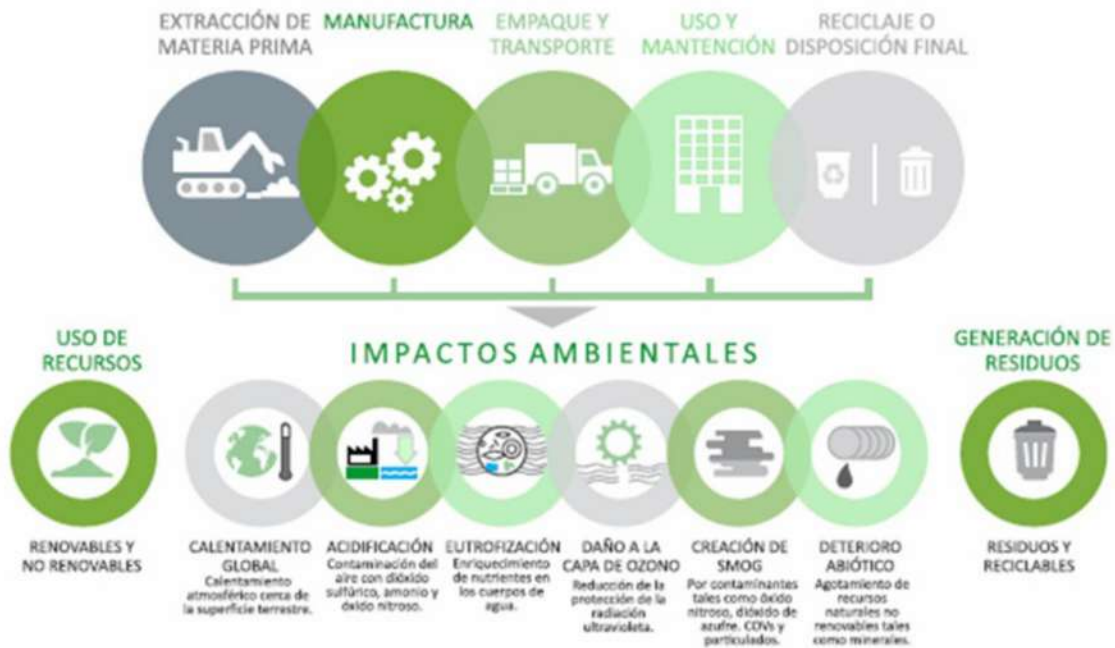 EXTRACCIÓN DE
MATERIA PRIMA
MANUFACTURA
EMPAQUE Y
TRANSPORTE
USO Y
MANTENCIÓN
RECICLAJE O
DISPOSICIÓN FINAL
USO DE
RECURSOS
IMPACTOS AMBIENTALES
GENERACIÓN DE
RESIDUOS
RENOVABLES Y
NO RENOVABLES
CALENTAMIENTO
GLOBAL
Calentamiento
atmosférico cerca de
la superficie terrestre.
ACIDIFICACIÓN
Contaminación del
aire con dióxido
sulfúrico, amonio y
óxido nitroso.
EUTROFIZACIÓN
Enriquecimiento de
nutrientes en
los cuerpos de
agua.
DAÑO A LA
CAPA DE OZONO
Reducción de la
protección de la
radiación
ultravioleta.
CREACIÓN DE
SMOG
Por contaminantes
tales como óxido
nitroso, dióxido de
azufre. COVs y
particulados.
DETERIORO
ABIÓTICO
Agotamiento de
recursos
naturales no
renovables tales
como minerales.
RESIDUOS Y
RECICLABLES